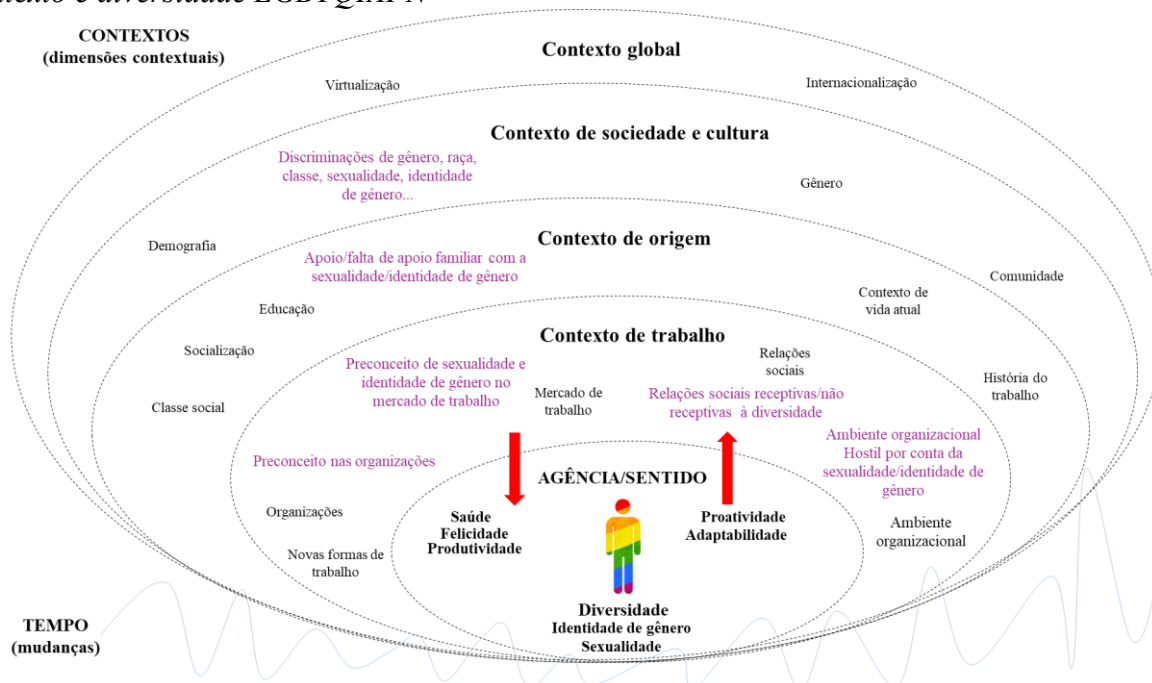 e diversidade LGBTQIAPN
CONTEXTOS
(dimensões contextuais)
Contexto global
Virtualização
Internacionalização
Contexto de sociedade e cultura
Discriminações de gênero, raça,
classe, sexualidade, identidade
de gênero...
Gênero
Demografia
Contexto de origem
Apoio/falta de apoio familiar com a
sexualidade/identidade de gênero
Comunidade
Educação
Contexto de
vida atual
Contexto de trabalho
Socialização
Relações
sociais
Preconceito de sexualidade e
identidade de gênero no
mercado de trabalho
Mercado de
trabalho
Relações sociais receptivas/não
receptivas à diversidade
História do
trabalho
Classe social
Ambiente organizacional
Hostil por conta da
sexualidade/identidade de
gênero
Preconceito nas organizações
AGÊNCIA/SENTIDO
Organizações
Saúde
Felicidade
Produtividade
Proatividade
Adaptabilidade
Ambiente
organizacional
Novas formas de
trabalho
Diversidade
Identidade de gênero
Sexualidade
TEMPO
(mudanças)